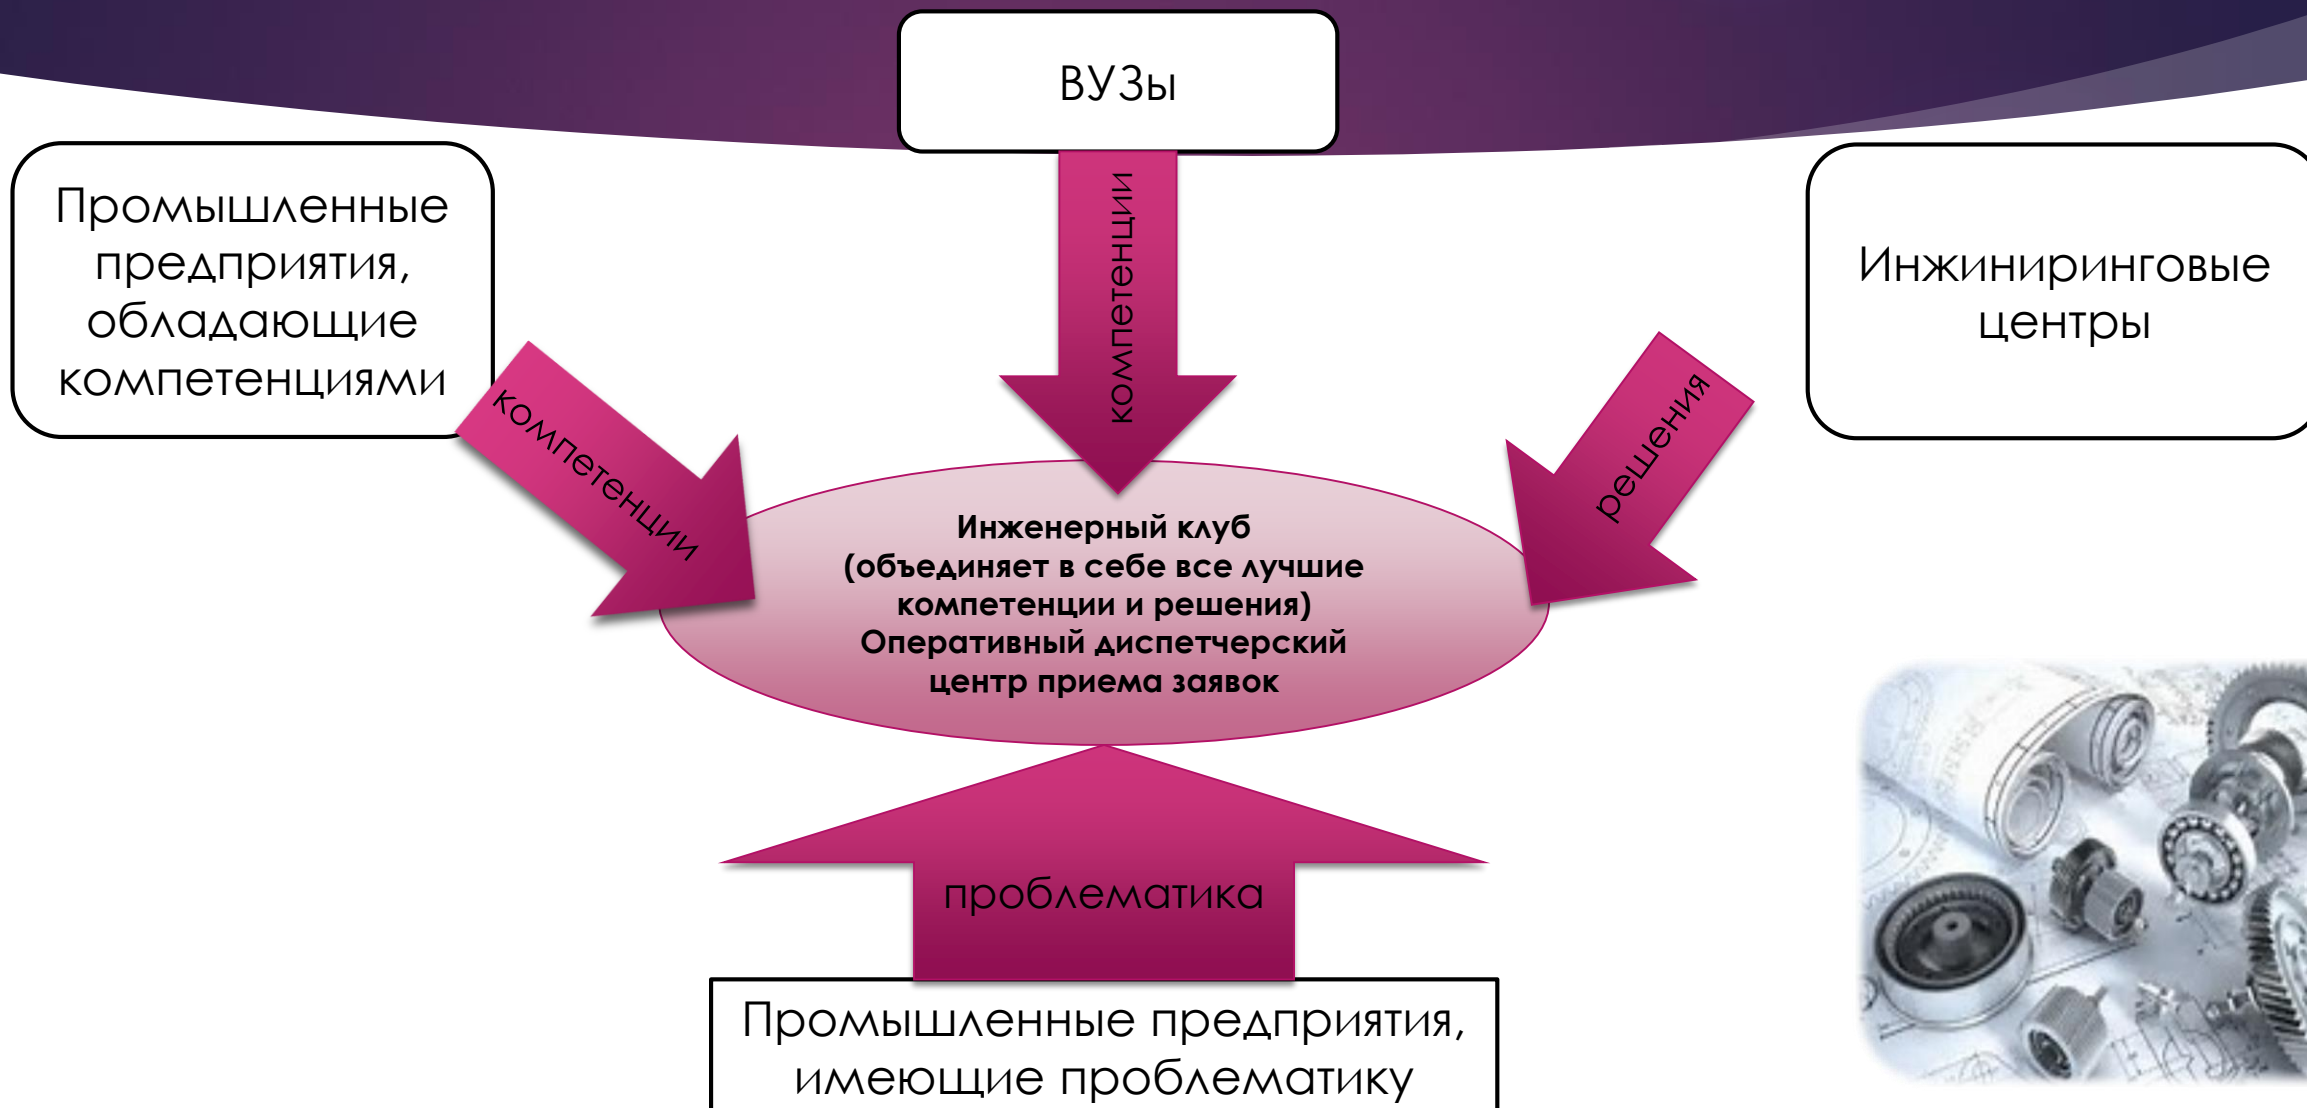 ВУЗы
Промышленные
предприятия,
обладающие
компетенциями
компетенции
компетенции
решения
Инжиниринговые
центры
Инженерный клуб
(объединяет в себе все лучшие
компетенции и решения)
Оперативный диспетчерский
центр приема заявок
проблематика
Промышленные предприятия,
имеющие проблематику